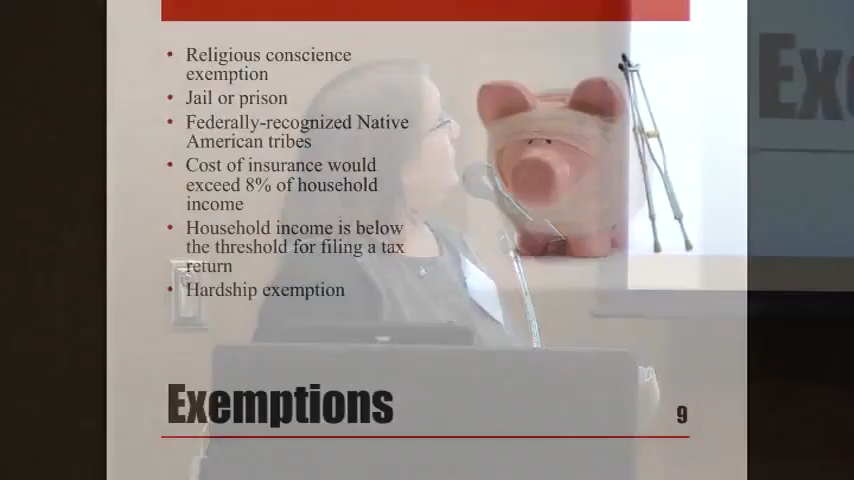 • Religious conscience
exemption
• Jail or prison
• Federally-recognized Native
American tribes
• Cost of insurance would
exceed 8% of household
income
• Household income is below
the threshold for filing a tax
return
• Hardship exemption
Exemptions
9
Exe